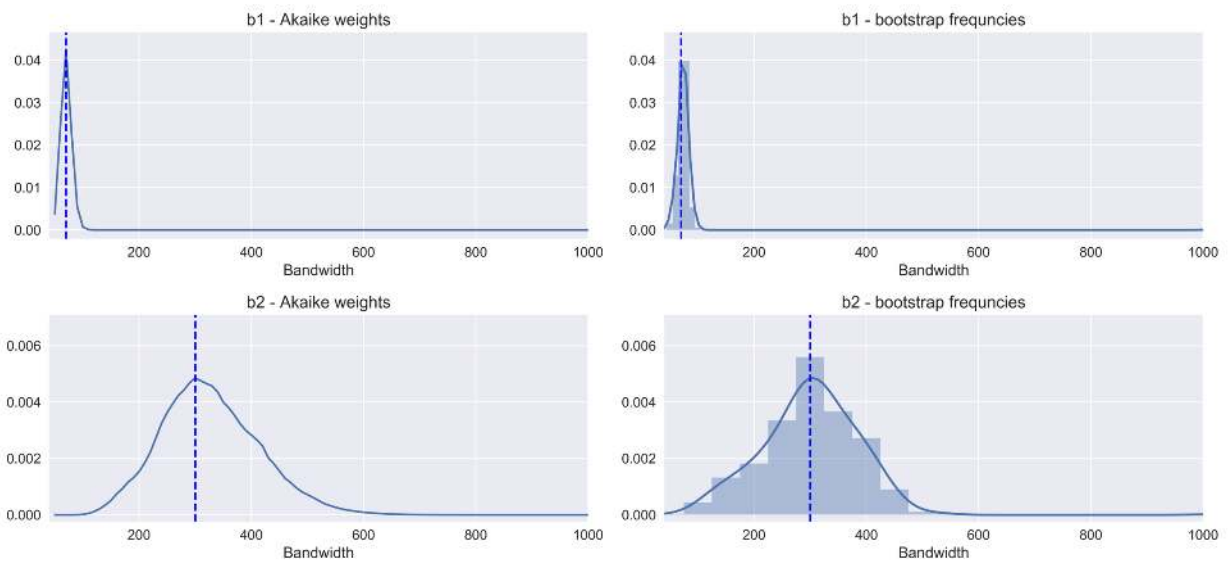 b1 - Akaike weights
0.04
0.03
0.02
0.01
0.00
200 400 600 800 1000
Bandwidth
b1 - bootstrap frequncies
0.04
0.03
0.02
0.01
0.00
200 400 600 800 1000
Bandwidth
b2 - Akaike weights
0.006
0.004
0.002
0.000
200 400 600 800 1000
Bandwidth
b2 - bootstrap frequncies
0.006
0.004
0.002
0.000
200 400 600 800 1000
Bandwidth